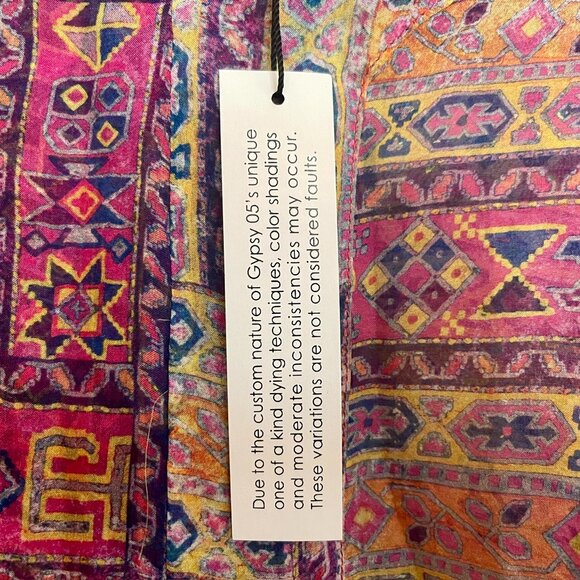 Due to the custom nature of Gypsy 05's unique
one of a kind dying techniques, color shadings
and moderate inconsistencies may occur.
These variations are not considered faults.